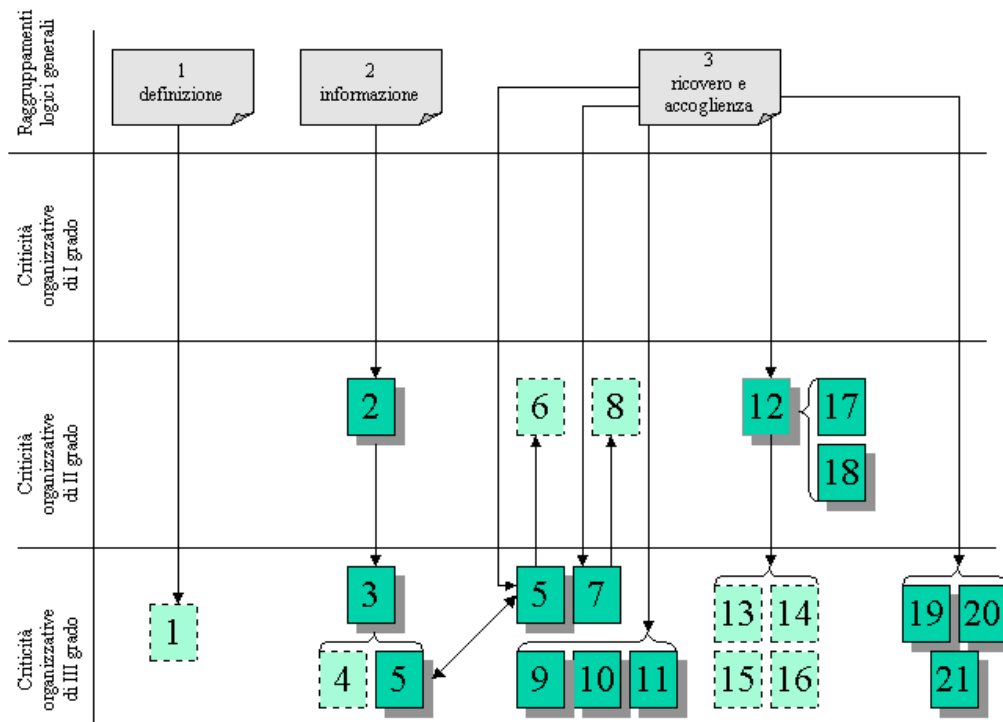 Raggruppamenti
logici generali
1
definizione
2
informazione
3
ricovero e
accoglienza
Criticità
organizzative
di I grado
Criticità
organizzative
di II grado
2
6
8
12
17
18
Criticità
organizzative
di III grado
1
3
4
5
5
7
9
10
11
13
14
15
16
19
20
21